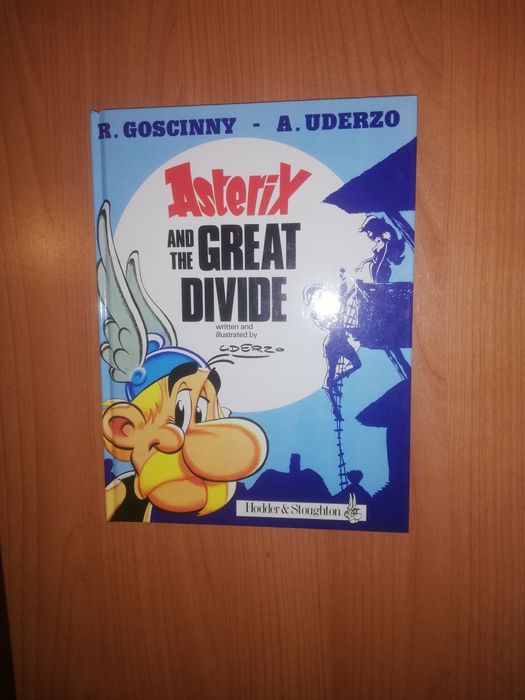 R. GOSCINNY - A. UDERZO
Asterix
AND THE GREAT
DIVIDE
written and
illustrated by
UDERZO
Hodder & Stoughton